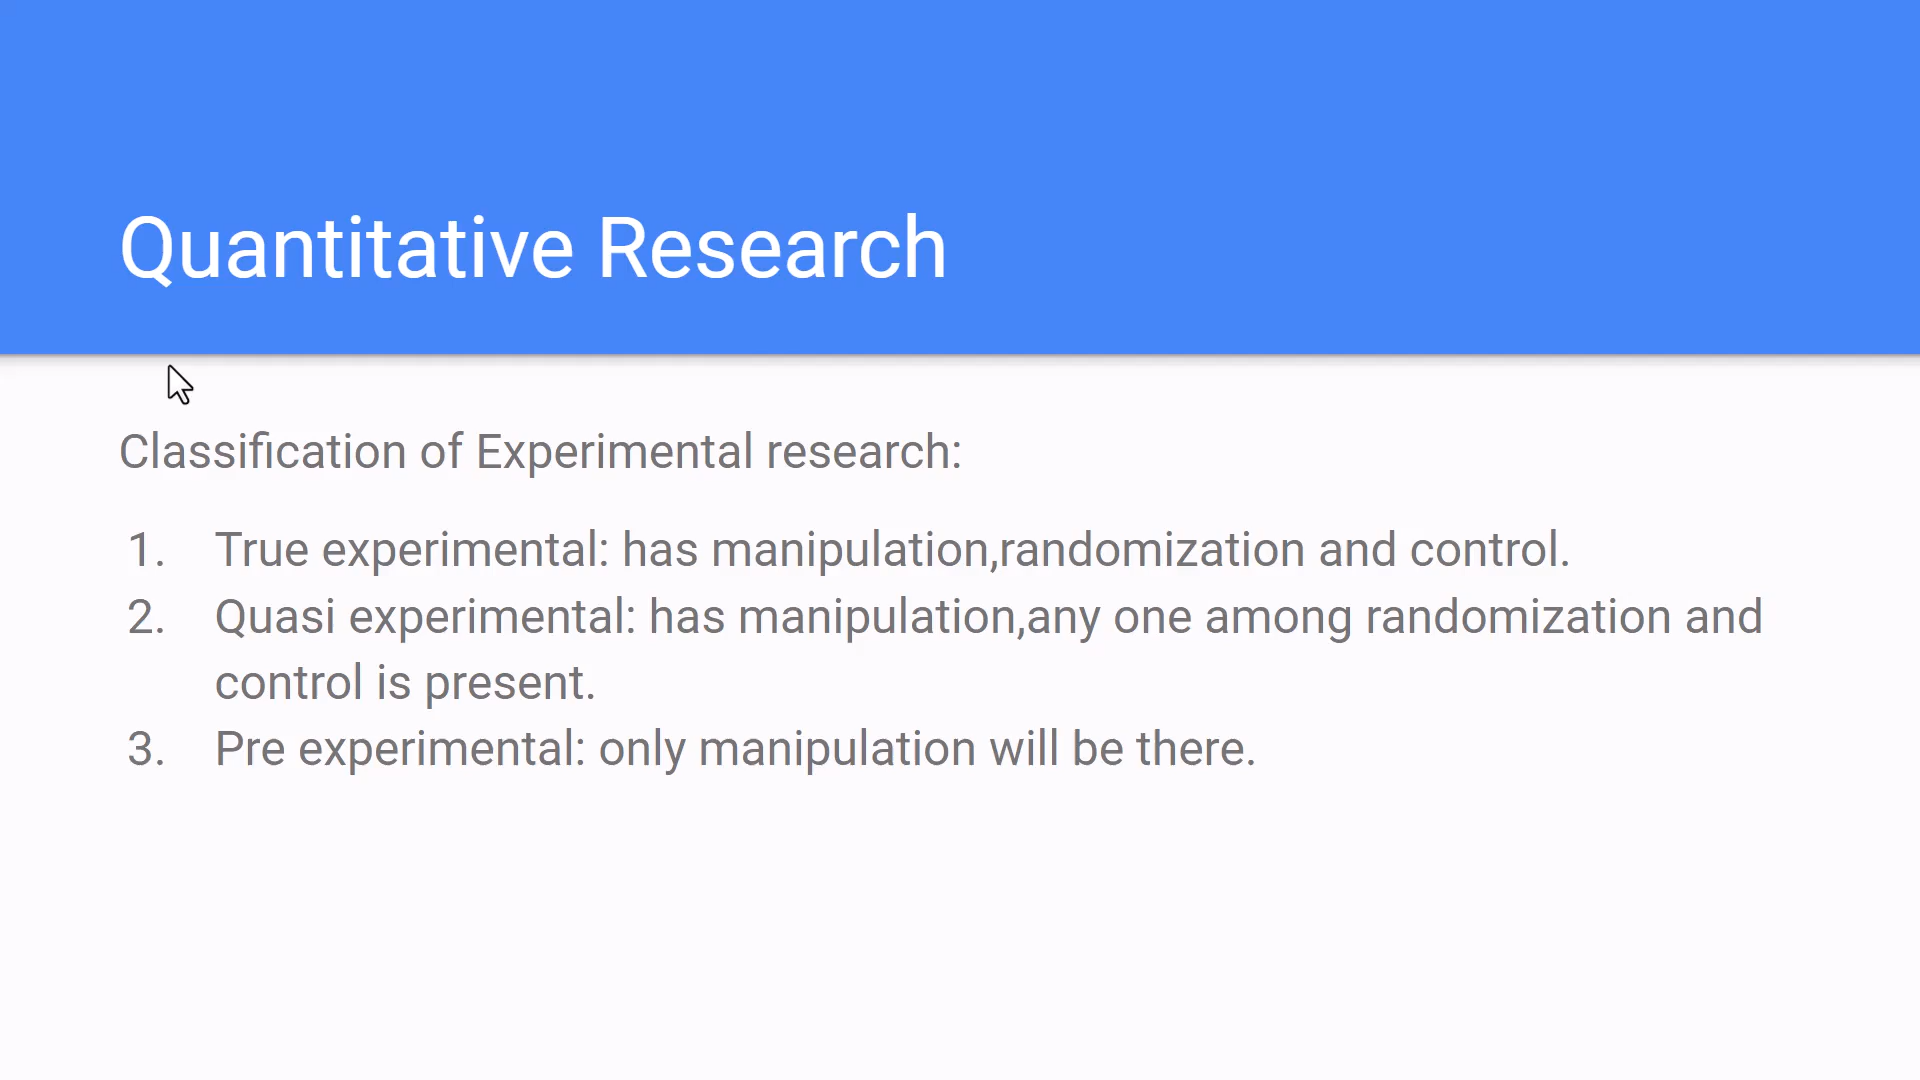 Quantitative Research
Classification of Experimental research:
1. True experimental: has manipulation,randomization and control.
2. Quasi experimental: has manipulation,any one among randomization and
control is present.
3. Pre experimental: only manipulation will be there.